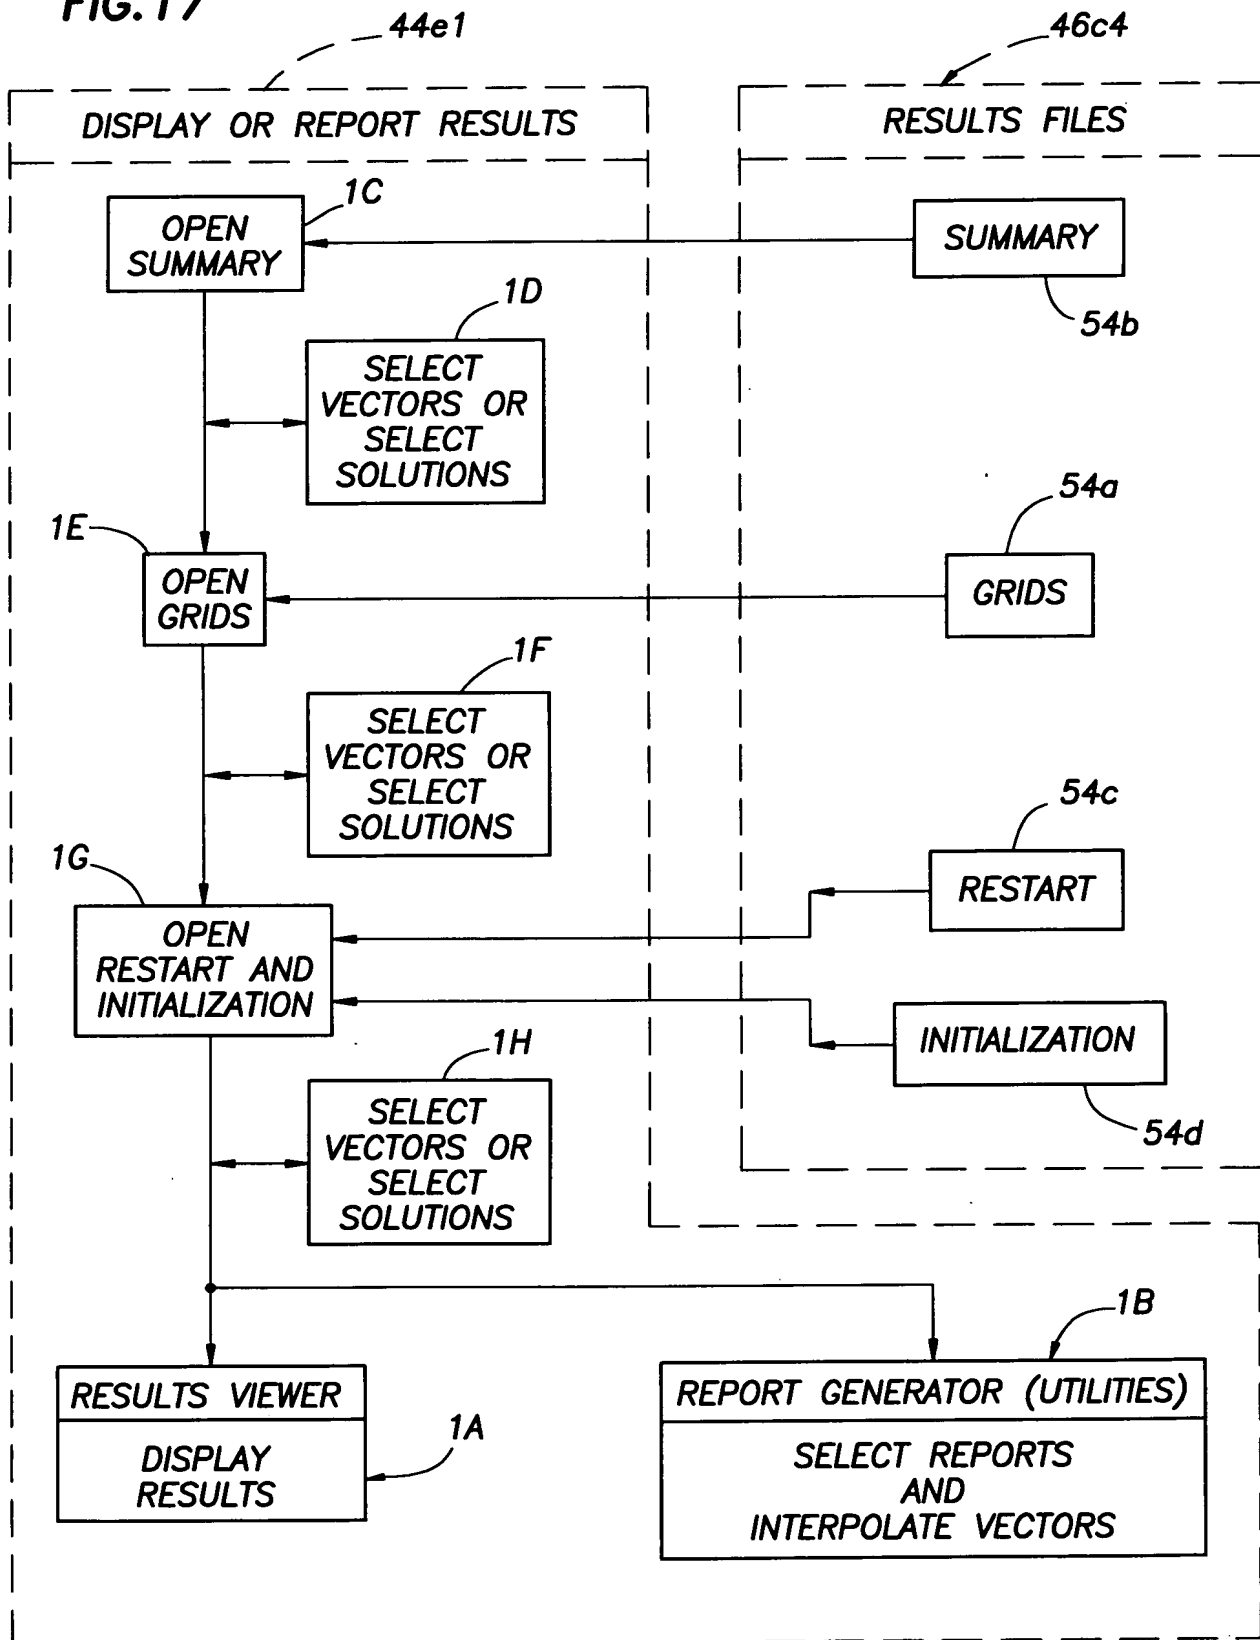 FIG.17
44e1
46c4
DISPLAY OR REPORT RESULTS
RESULTS FILES
1C
OPEN
SUMMARY
SUMMARY
54b
1D
SELECT
VECTORS OR
SELECT
SOLUTIONS
1E
OPEN
GRIDS
54a
GRIDS
1F
SELECT
VECTORS OR
SELECT
SOLUTIONS
1G
OPEN
RESTART AND
INITIALIZATION
54c
RESTART
INITIALIZATION
54d
1H
SELECT
VECTORS OR
SELECT
SOLUTIONS
1B
RESULTS VIEWER
DISPLAY
RESULTS
1A
REPORT GENERATOR (UTILITIES)
SELECT REPORTS
AND
INTERPOLATE VECTORS